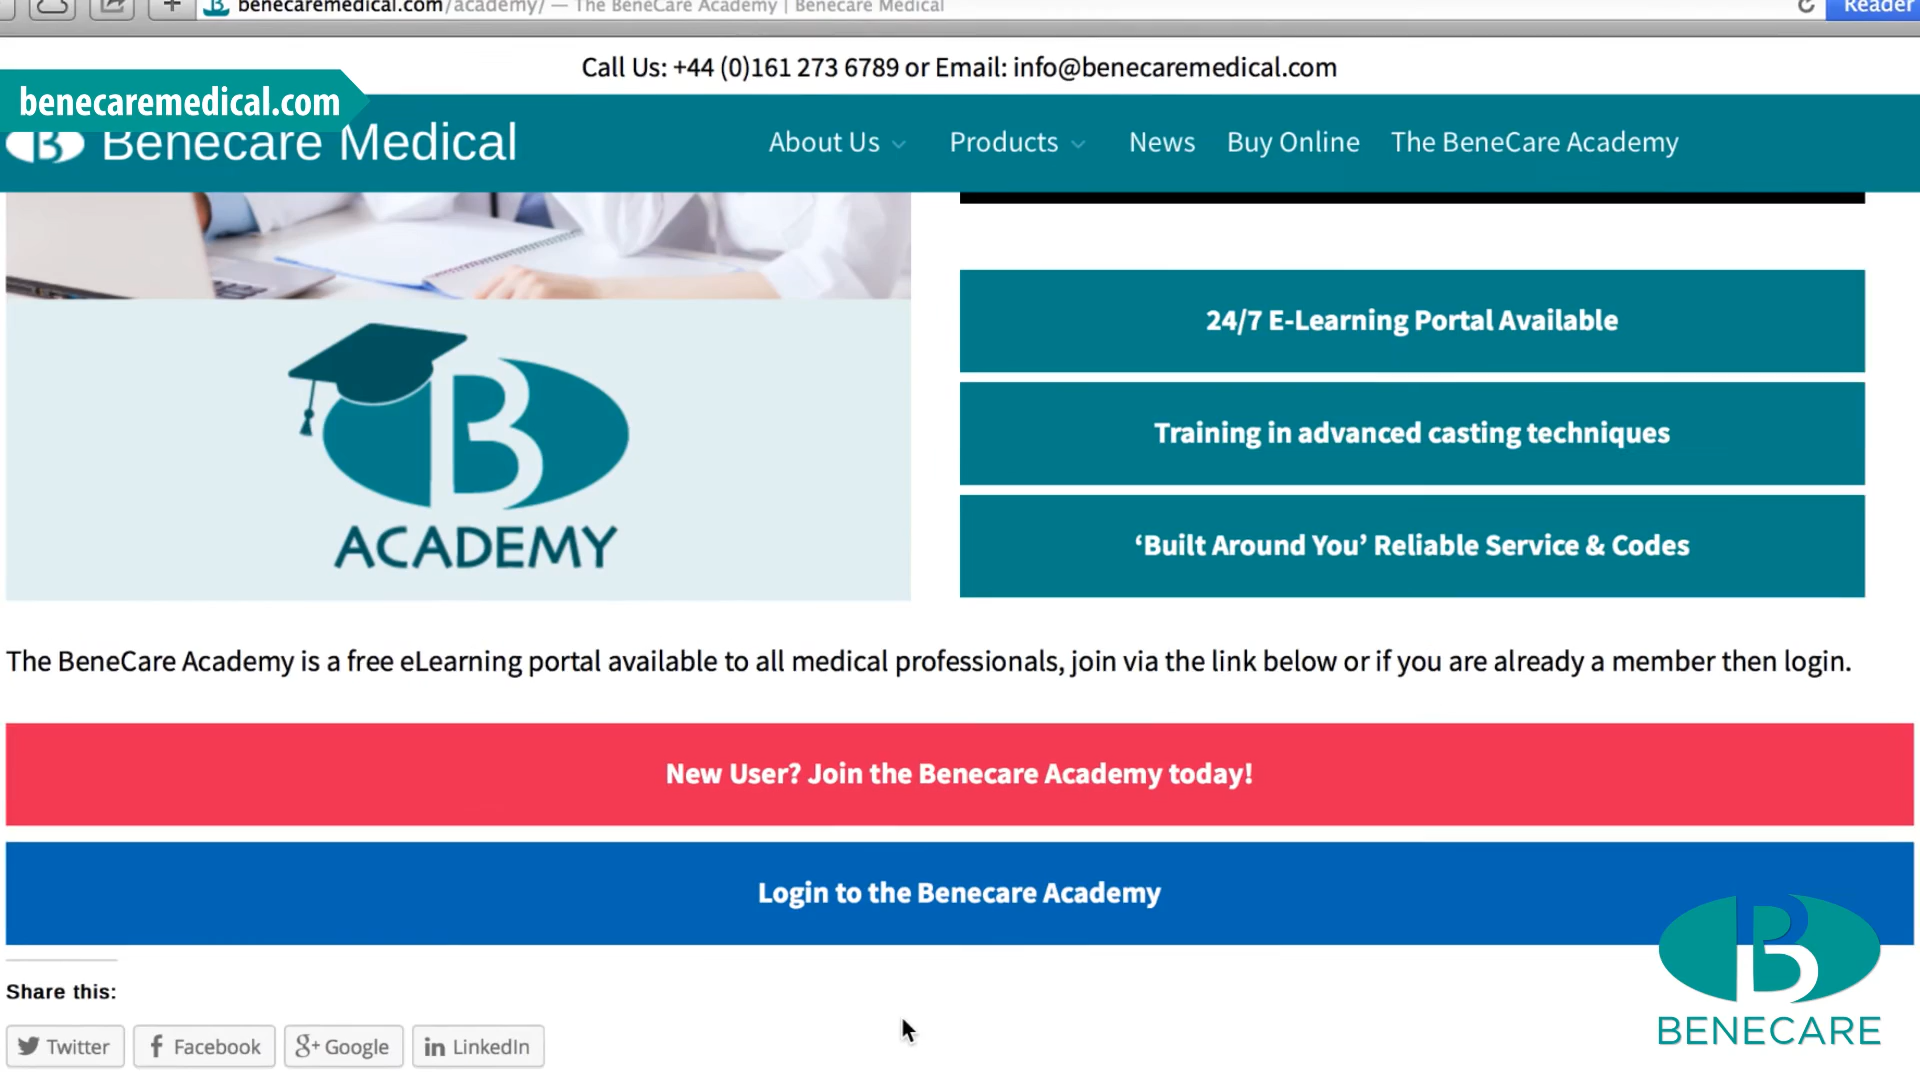 benecaremedical.com/academy/ — The BeneCare Academy | Benecare Medical
Reader
Call Us: +44 (0)161 273 6789 or Email: info@benecaremedical.com
benecaremedical.com
B Benecare Medical
About Us
Products
News
Buy Online
The BeneCare Academy
24/7 E-Learning Portal Available
B
ACADEMY
Training in advanced casting techniques
‘Built Around You’ Reliable Service & Codes
The BeneCare Academy is a free eLearning portal available to all medical professionals, join via the link below or if you are already a member then login.
New User? Join the Benecare Academy today!
Login to the Benecare Academy
Share this:
Twitter
Facebook
g+ Google
in LinkedIn
B
BENECARE